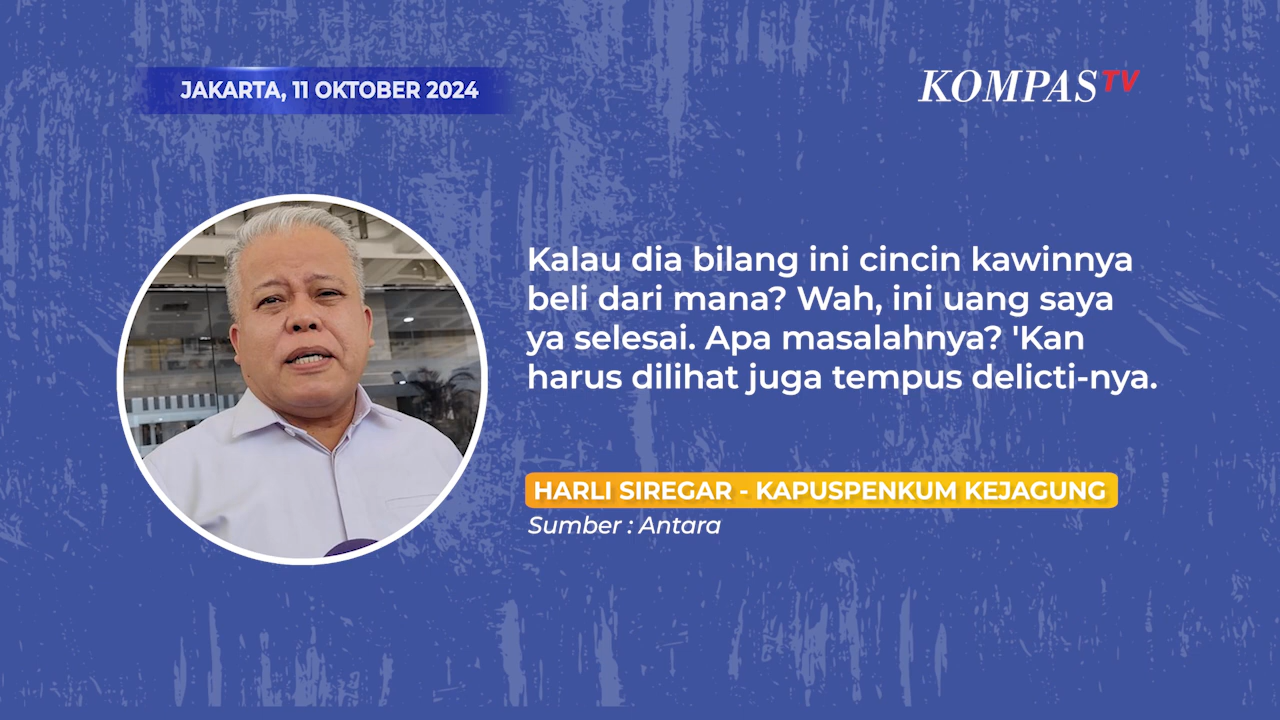 JAKARTA, 11 OKTOBER 2024
KOMPASTV
Kalau dia bilang ini cincin kawinnya
beli dari mana? Wah, ini uang saya
ya selesai. Apa masalahnya? 'Kan
harus dilihat juga tempus delicti-nya.
HARLI SIREGAR - KAPUSPENKUM KEJAGUNG
Sumber : Antara